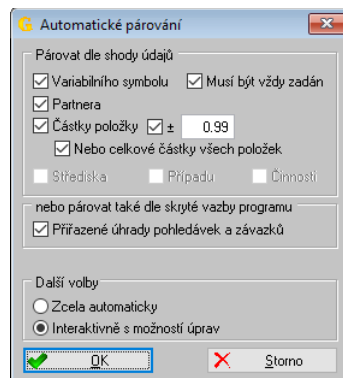 G Automatické párování
Párovat dle shody údajů
Variabilního symbolu Musí být vždy zadán
Partnera
Částky položky ± 0.99
Nebo celkové částky všech položek
Střediska Případu Činnosti
nebo párovat také dle skryté vazby programu
Přiřazené úhrady pohledávek a závazků
Další volby
Zcela automaticky
Interaktivně s možností úprav
OK Storno